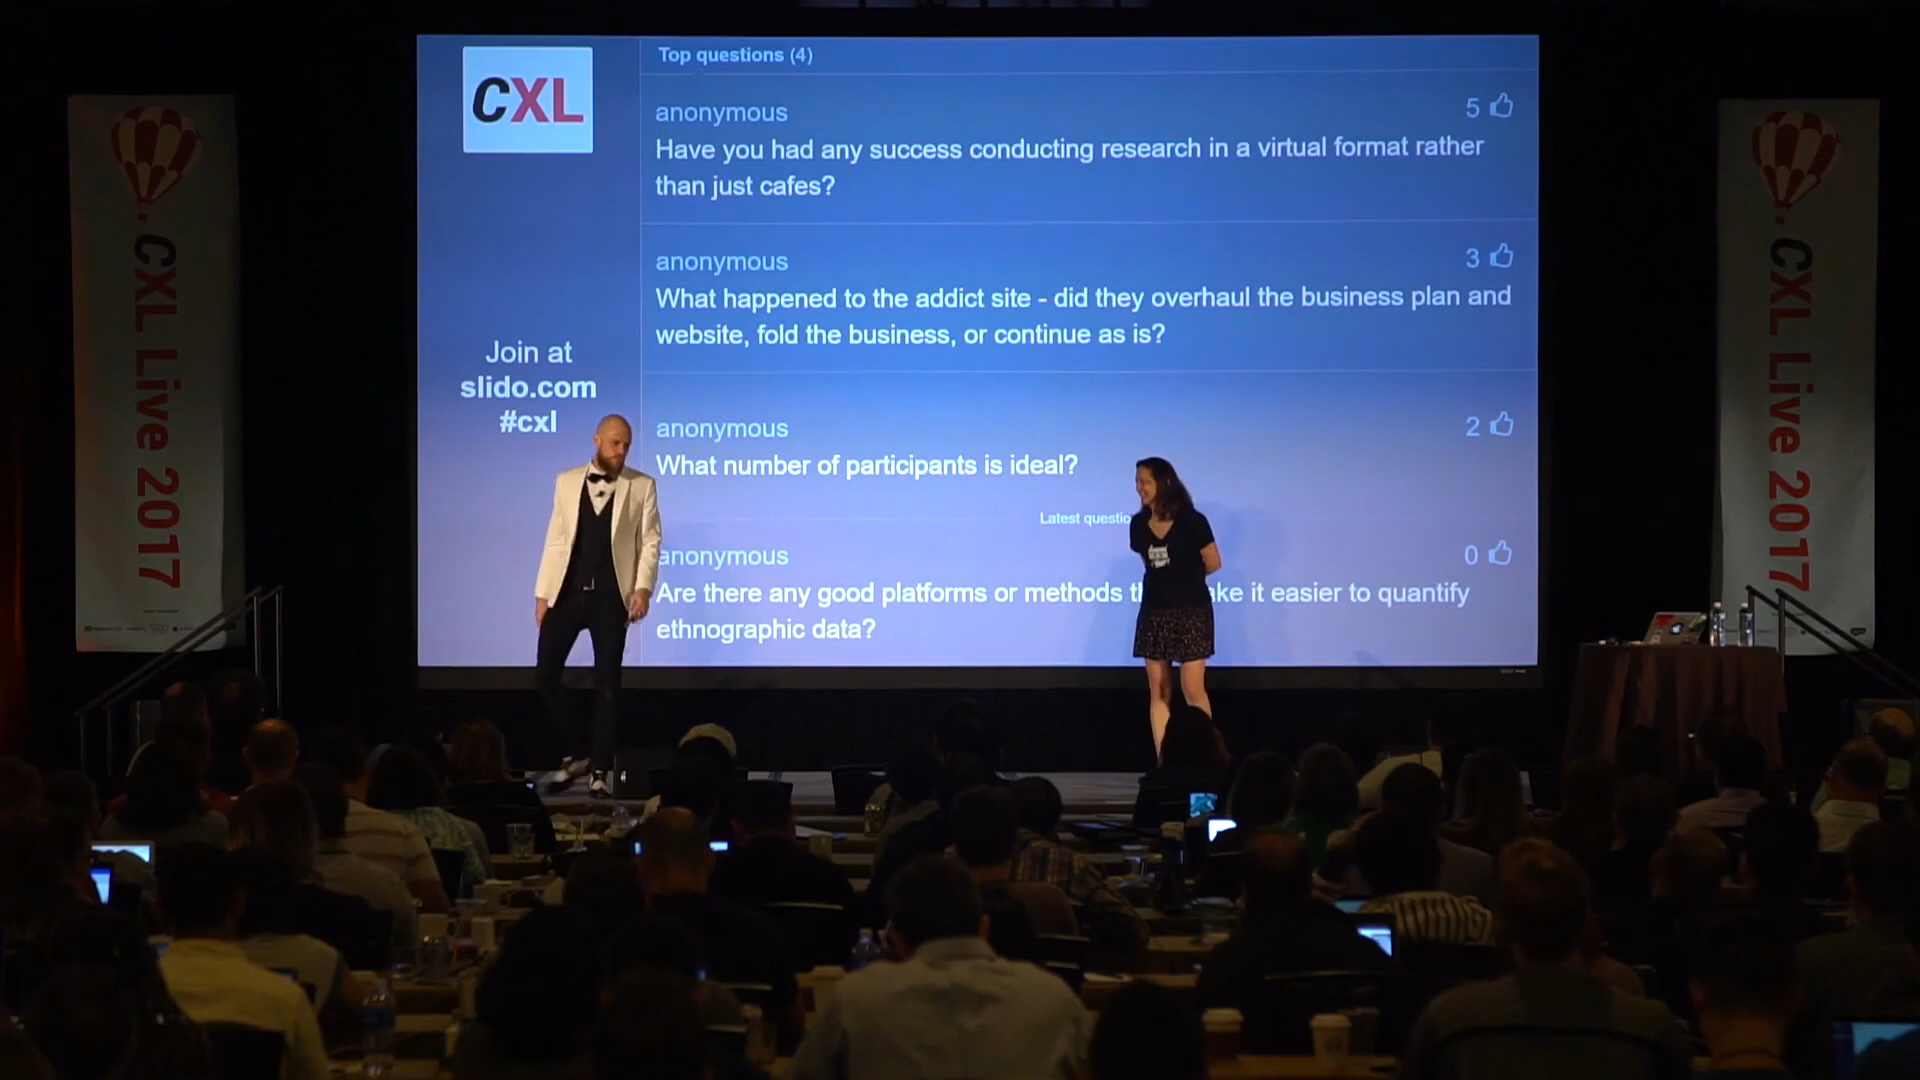 CXL
Join at
slido.com
#cxl
Top questions (4)
anonymous
5
Have you had any success conducting research in a virtual format rather
than just cafes?
anonymous
3
What happened to the addict site - did they overhaul the business plan and
website, fold the business, or continue as is?
anonymous
2
What number of participants is ideal?
Latest
anonymous
0
Are there any good platforms or methods
it easier to quantify
ethnographic data?
CXL Live 2017
CXL Live 2017